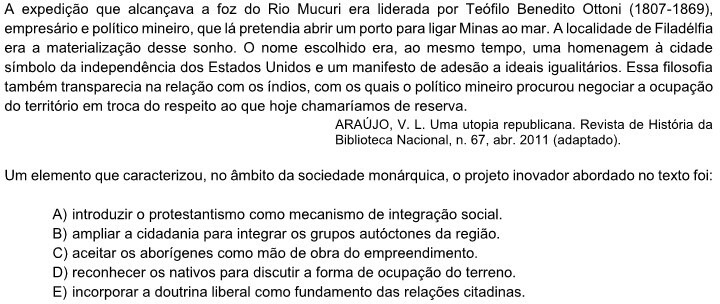 A expedição que alcançava a foz do Rio Mucuri era liderada por Teófilo Benedito Ottoni (1807-1869),
empresário e político mineiro, que lá pretendia abrir um porto para ligar Minas ao mar. A localidade de Filadélfia
era a materialização desse sonho. O nome escolhido era, ao mesmo tempo, uma homenagem à cidade
símbolo da independência dos Estados Unidos e um manifesto de adesão a ideais igualitários. Essa filosofia
também transparecia na relação com os índios, com os quais o político mineiro procurou negociar a ocupação
do território em troca do respeito ao que hoje chamaríamos de reserva.
ARAÚJO, V. L. Uma utopia republicana. Revista de História da
Biblioteca Nacional, n. 67, abr. 2011 (adaptado).
Um elemento que caracterizou, no âmbito da sociedade monárquica, o projeto inovador abordado no texto foi:
A) introduzir o protestantismo como mecanismo de integração social.
B) ampliar a cidadania para integrar os grupos autóctones da região.
C) aceitar os aborígenes como mão de obra do empreendimento.
D) reconhecer os nativos para discutir a forma de ocupação do terreno.
E) incorporar a doutrina liberal como fundamento das relações citadinas.